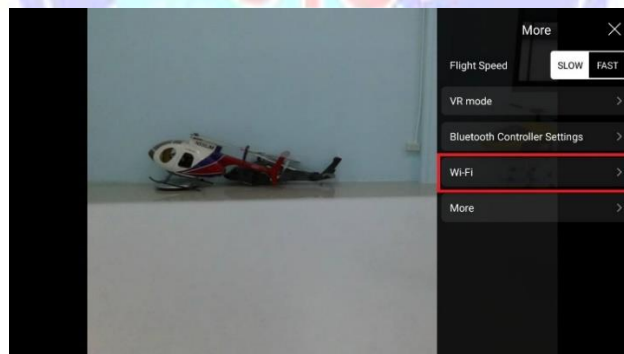 More
Flight Speed SLOW FAST
VR mode
Bluetooth Controller Settings
Wi-Fi
More